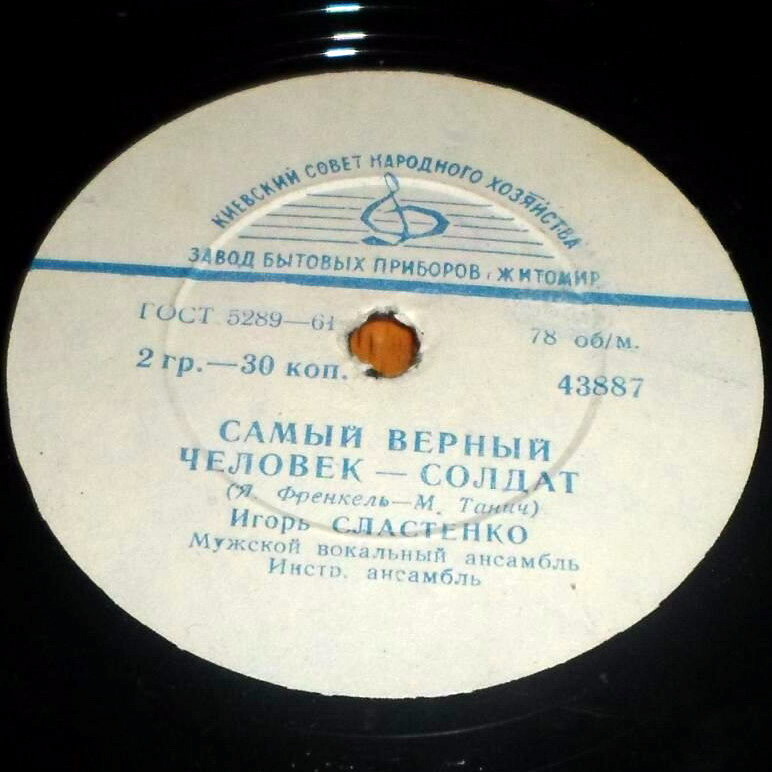 КИЕВСКИЙ СОВЕТ НАРОДНОГО ХОЗЯЙСТВА
ЗАВОД БЫТОВЫХ ПРИБОРОВ г. ЖИТОМИР
ГОСТ 5289—61
78 об/м.
2 гр.—30 коп.
43887
САМЫЙ ВЕРНЫЙ
ЧЕЛОВЕК — СОЛДАТ
(Я. Френкель—М. Танич)
Игорь СЛАСТЕНКО
Мужской вокальный ансамбль
Инстр. ансамбль